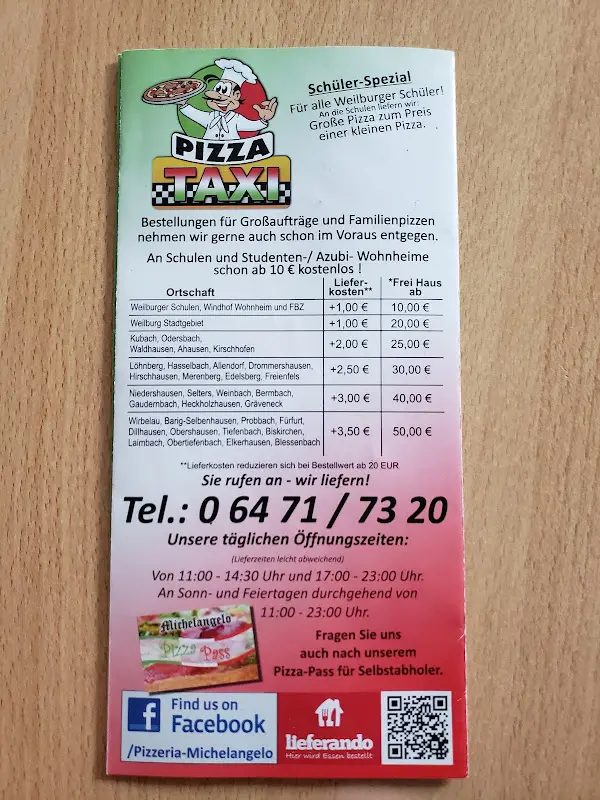 PIZZA
TAXI
Schüler-Spezial
Für alle Weilburger Schüler!
An die Schulen liefern wir:
Große Pizza zum Preis
einer kleinen Pizza.
Bestellungen für Großaufträge und Familienpizzen
nehmen wir gerne auch schon im Voraus entgegen.
An Schulen und Studenten-/ Azubi- Wohnheime
schon ab 10 € kostenlos !
Ortschaft Liefer-kosten** *Frei Haus ab
Weilburger Schulen, Windhof Wohnheim und FBZ +1,00 € 10,00 €
Weilburg Stadtgebiet +1,00 € 20,00 €
Kubach, Odersbach,
Waldhausen, Ahausen, Kirschhofen +2,00 € 25,00 €
Löhnberg, Hasselbach, Allendorf, Drommershausen,
Hirschhausen, Merenberg, Edelsberg, Freienfels +2,50 € 30,00 €
Niedershausen, Selters, Weinbach, Bermbach,
Gaudernbach, Heckholzhausen, Gräveneck +3,00 € 40,00 €
Wirbelau, Barig-Selbenhausen, Probbach, Fürfurt,
Dillhausen, Obershausen, Tiefenbach, Biskirchen,
Laimbach, Obertiefenbach, Elkerhausen, Blessenbach +3,50 € 50,00 €
**Lieferkosten reduzieren sich bei Bestellwert ab 20 EUR
Sie rufen an - wir liefern!
Tel.: 0 64 71 / 73 20
Unsere täglichen Öffnungszeiten:
(Lieferzeiten leicht abweichend)
Von 11:00 - 14:30 Uhr und 17:00 - 23:00 Uhr.
An Sonn- und Feiertagen durchgehend von
11:00 - 23:00 Uhr.
Michelangelo
Pizza Pass
Fragen Sie uns
auch nach unserem
Pizza-Pass für Selbstabholer.
f Find us on
Facebook
/Pizzeria-Michelangelo
lieferando
Hier wird Essen bestellt